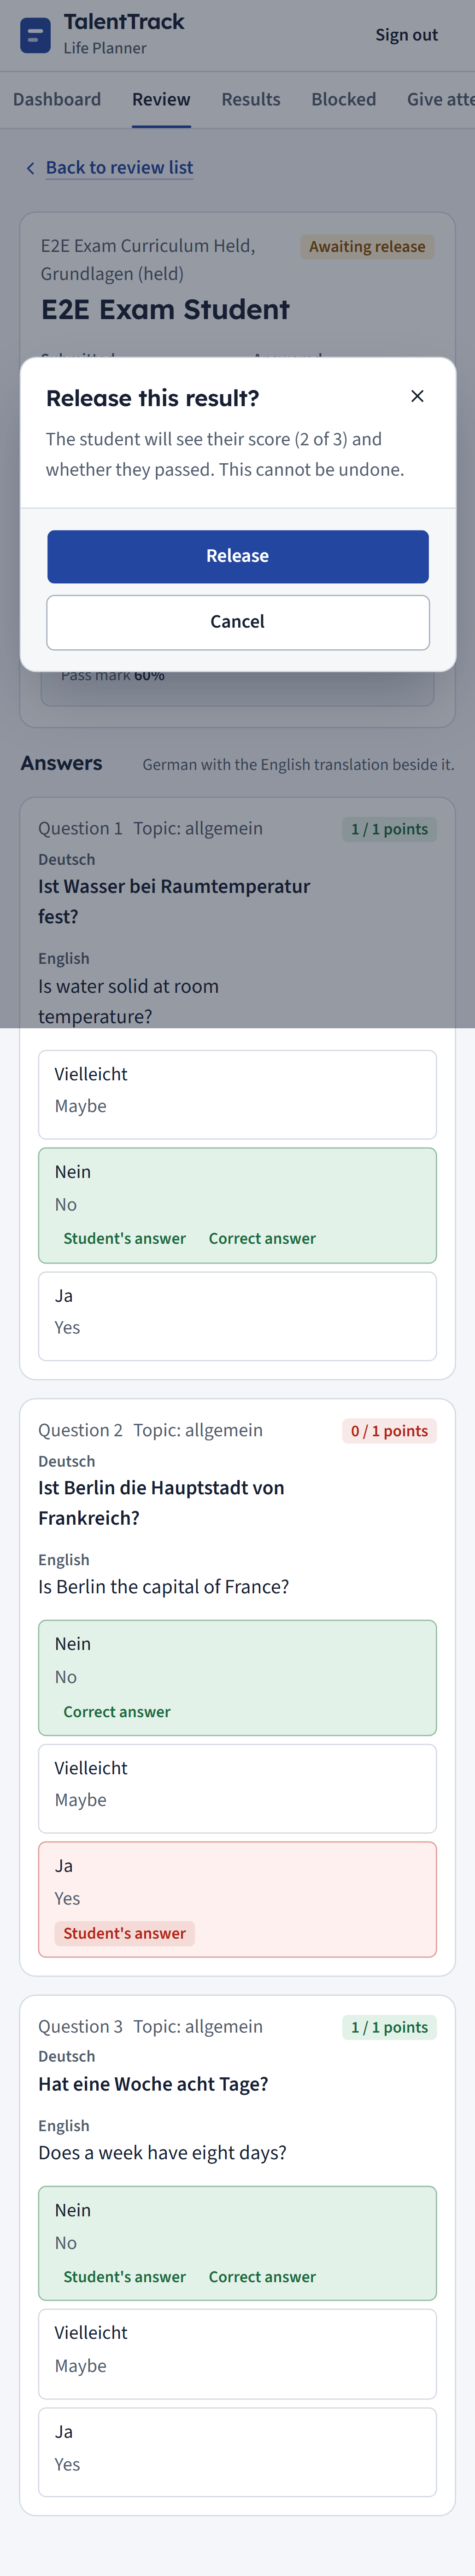 TalentTrack
Life Planner
Sign out
Dashboard
Review
Results
Blocked
Give atte
Back to review list
E2E Exam Curriculum Held,
Grundlagen (held)
Awaiting release
E2E Exam Student
Release this result?
The student will see their score (2 of 3) and
whether they passed. This cannot be undone.
Release
Cancel
Pass mark 60%
Answers
German with the English translation beside it.
Question 1 Topic: allgemein
1 / 1 points
Deutsch
Ist Wasser bei Raumtemperatur
fest?
English
Is water solid at room
temperature?
Vielleicht
Maybe
Nein
No
Student's answer
Correct answer
Ja
Yes
Question 2 Topic: allgemein
0 / 1 points
Deutsch
Ist Berlin die Hauptstadt von
Frankreich?
English
Is Berlin the capital of France?
Nein
No
Correct answer
Vielleicht
Maybe
Ja
Yes
Student's answer
Question 3 Topic: allgemein
1 / 1 points
Deutsch
Hat eine Woche acht Tage?
English
Does a week have eight days?
Nein
No
Student's answer
Correct answer
Vielleicht
Maybe
Ja
Yes